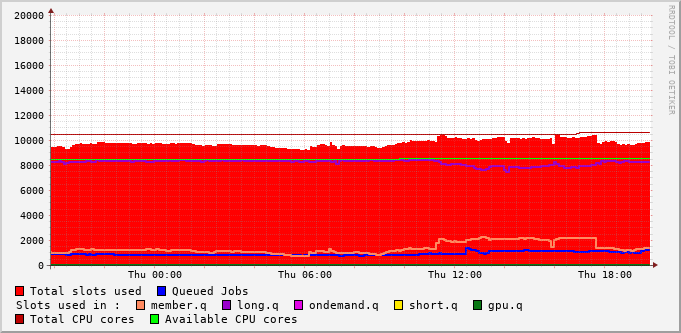 20000
18000
16000
14000
12000
10000
8000
6000
4000
2000
0
Thu 00:00 Thu 06:00 Thu 12:00 Thu 18:00
RRDTOOL / TOBI OETIKER
Total slots used Queued Jobs
Slots used in : member.q long.q ondemand.q short.q gpu.q
Total CPU cores Available CPU cores